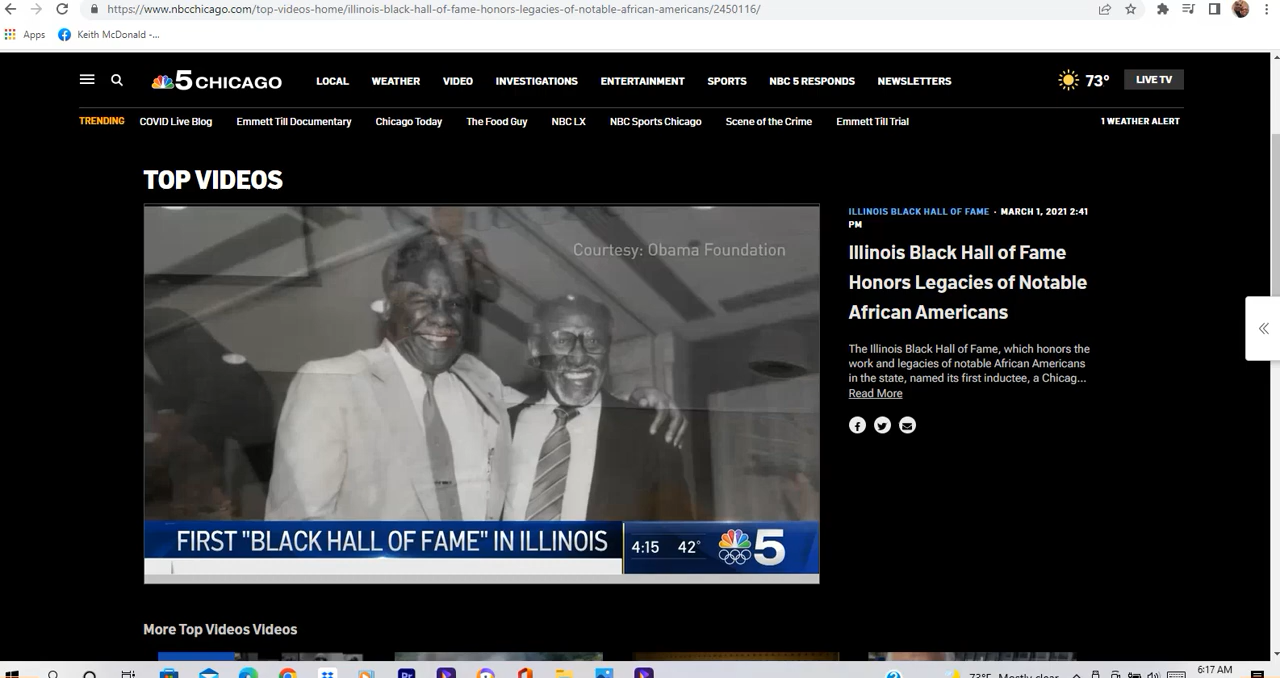 https://www.nbcchicago.com/top-videos-home/illinois-black-hall-of-fame-honors-legacies-of-notable-african-americans/2450116/
Apps
Keith McDonald -...
5 CHICAGO
LOCAL
WEATHER
VIDEO
INVESTIGATIONS
ENTERTAINMENT
SPORTS
NBC 5 RESPONDS
NEWSLETTERS
73°
LIVE TV
TRENDING
COVID Live Blog
Emmett Till Documentary
Chicago Today
The Food Guy
NBC LX
NBC Sports Chicago
Scene of the Crime
Emmett Till Trial
1 WEATHER ALERT
TOP VIDEOS
Courtesy: Obama Foundation
FIRST "BLACK HALL OF FAME" IN ILLINOIS
4:15 42°
5
ILLINOIS BLACK HALL OF FAME · MARCH 1, 2021 2:41
PM
Illinois Black Hall of Fame
Honors Legacies of Notable
African Americans
The Illinois Black Hall of Fame, which honors the
work and legacies of notable African Americans
in the state, named its first inductee, a Chicag...
Read More
More Top Videos Videos
Pr
73°F Mostly clear
6:17 AM